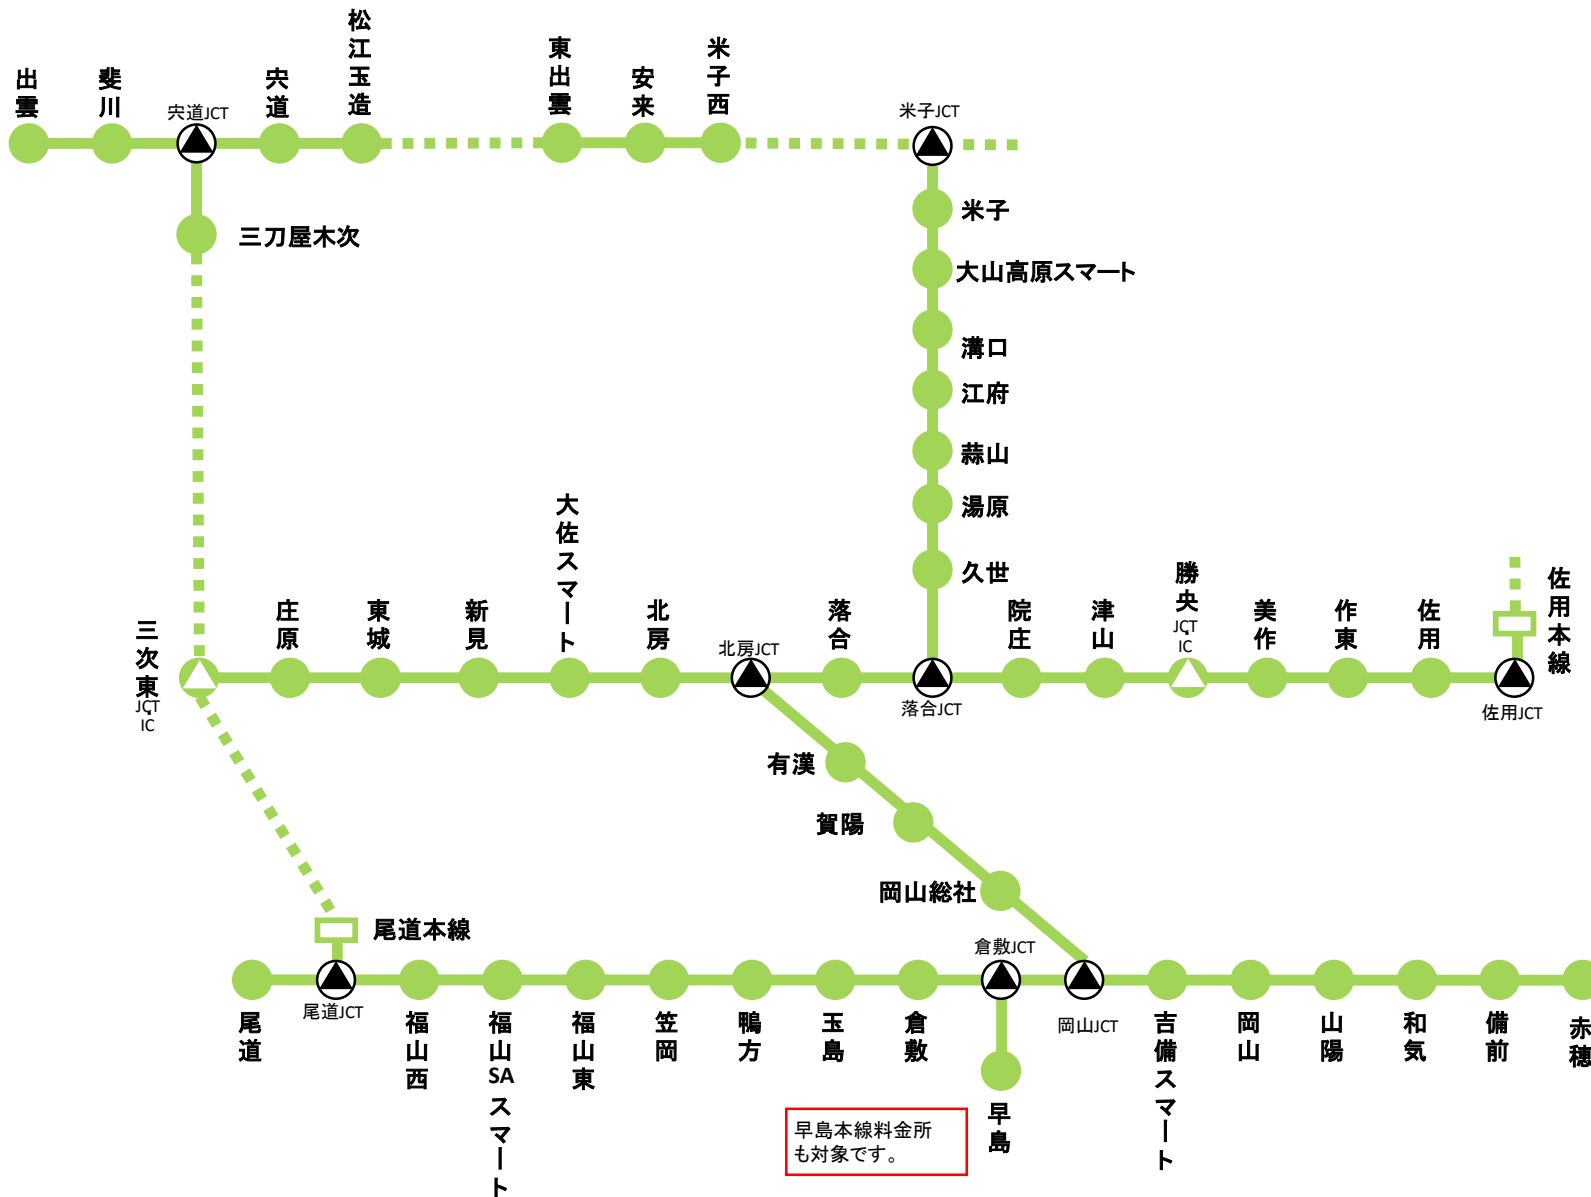 出雲
斐川
宍道JCT
宍道
松江玉造
東出雲
安来
米子西
米子JCT
三刀屋木次
米子
大山高原スマート
溝口
江府
蒜山
湯原
久世
三次東
JCT
IC
庄原
東城
新見
大佐スマート
北房
北房JCT
落合
落合JCT
院庄
津山
勝央
JCT
IC
美作
作東
佐用
佐用本線
佐用JCT
有漢
賀陽
岡山総社
尾道本線
倉敷JCT
尾道
尾道JCT
福山西
福山SAスマート
福山東
笠岡
鴨方
玉島
倉敷
早島
岡山JCT
吉備スマート
岡山
山陽
和気
備前
赤穂
早島本線料金所
も対象です。